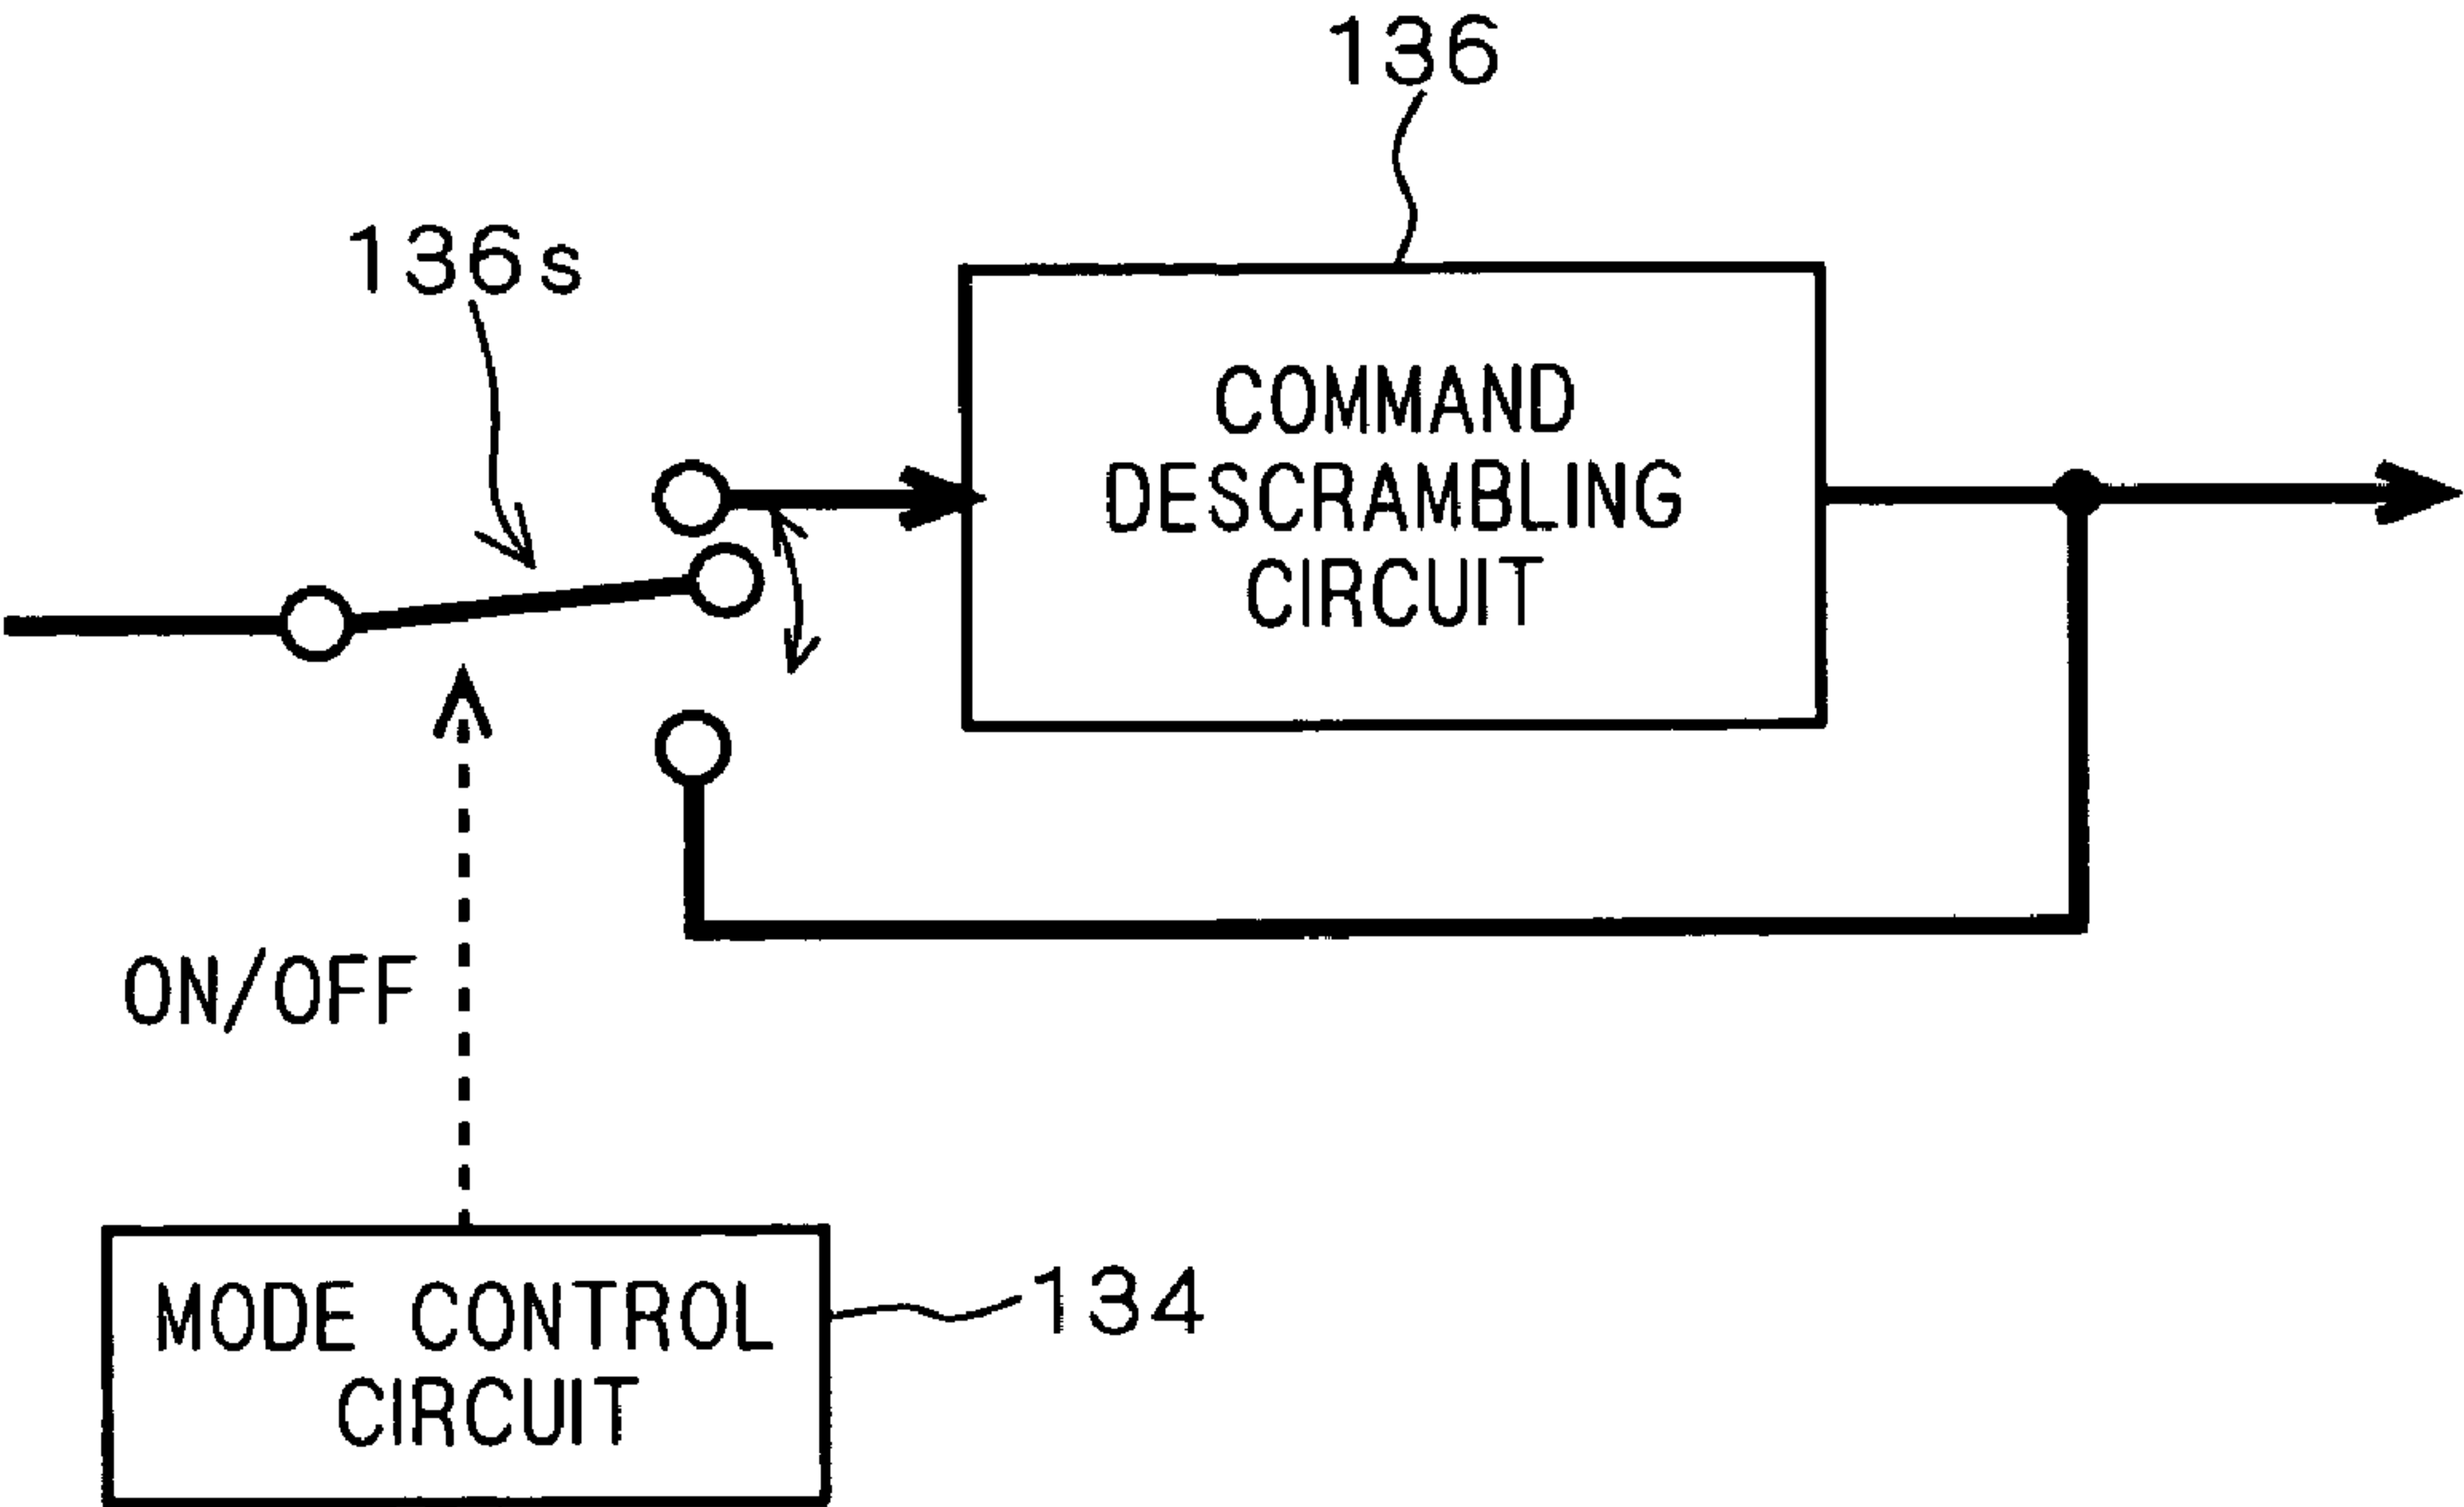 136
136s
COMMAND
DESCRAMBLING
CIRCUIT
ON/OFF
MODE CONTROL
CIRCUIT
134